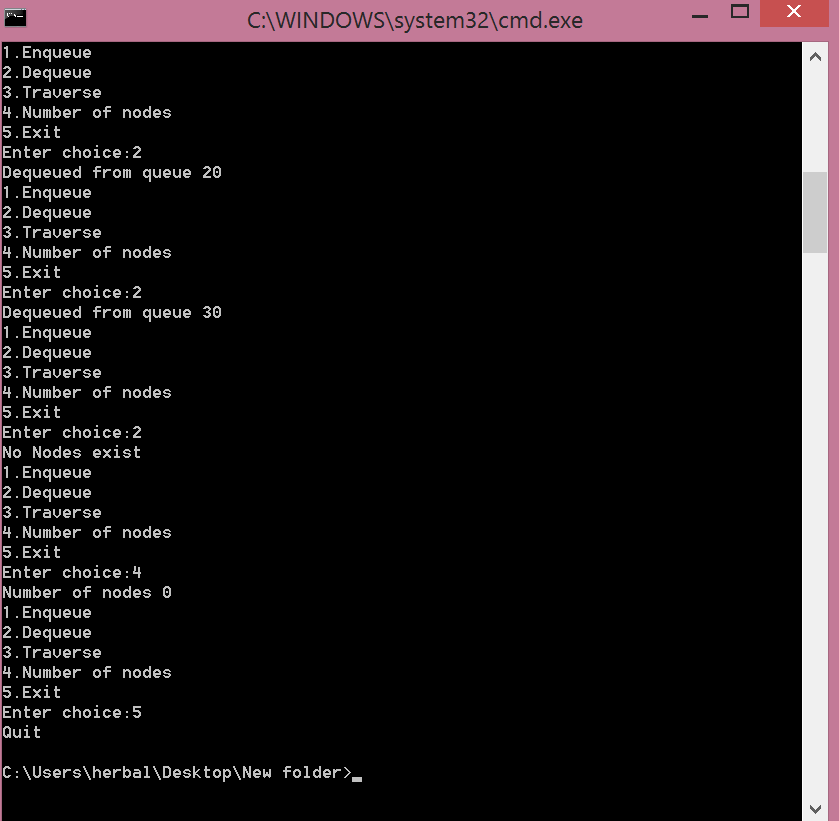 C:\WINDOWS\system32\cmd.exe
1.Enqueue
2.Dequeue
3.Traverse
4.Number of nodes
5.Exit
Enter choice:2
Dequeued from queue 20
1.Enqueue
2.Dequeue
3.Traverse
4.Number of nodes
5.Exit
Enter choice:2
Dequeued from queue 30
1.Enqueue
2.Dequeue
3.Traverse
4.Number of nodes
5.Exit
Enter choice:2
No Nodes exist
1.Enqueue
2.Dequeue
3.Traverse
4.Number of nodes
5.Exit
Enter choice:4
Number of nodes 0
1.Enqueue
2.Dequeue
3.Traverse
4.Number of nodes
5.Exit
Enter choice:5
Quit
C:\Users\herbal\Desktop\New folder>_